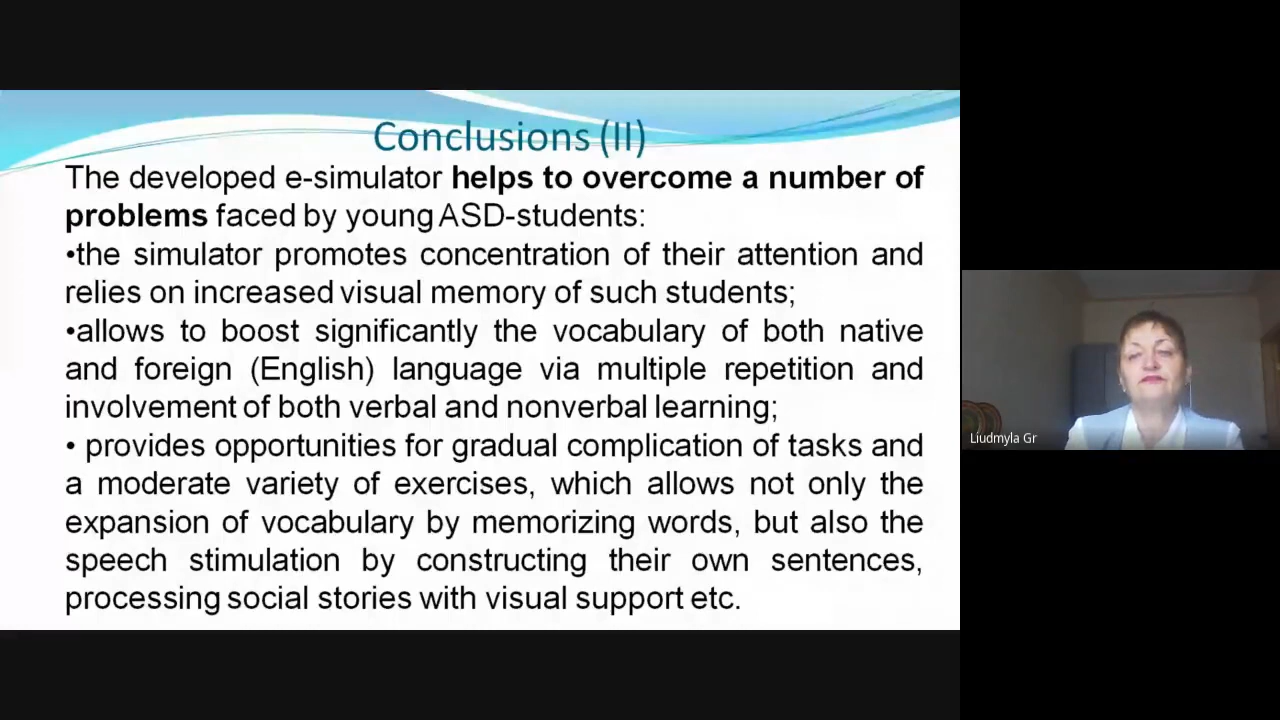 Conclusions (II)
The developed e-simulator helps to overcome a number of
problems faced by young ASD-students:
•the simulator promotes concentration of their attention and
relies on increased visual memory of such students;
•allows to boost significantly the vocabulary of both native
and foreign (English) language via multiple repetition and
involvement of both verbal and nonverbal learning;
• provides opportunities for gradual complication of tasks and
a moderate variety of exercises, which allows not only the
expansion of vocabulary by memorizing words, but also the
speech stimulation by constructing their own sentences,
processing social stories with visual support etc.
Liudmyla Gr